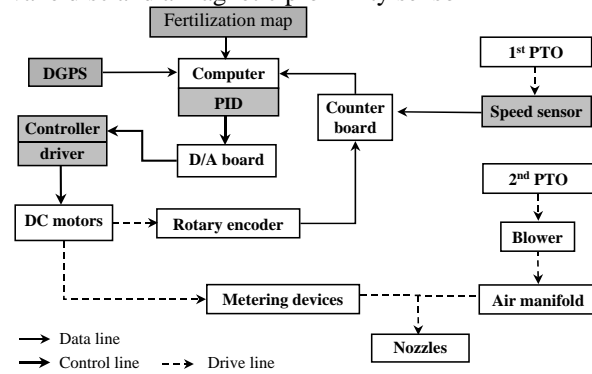 Fertilization map
1st PTO
DGPS
Computer
PID
Counter
board
Speed sensor
Controller
driver
D/A board
2nd PTO
DC motors
Rotary encoder
Blower
Metering devices
Air manifold
Nozzles
Data line
Control line
Drive line